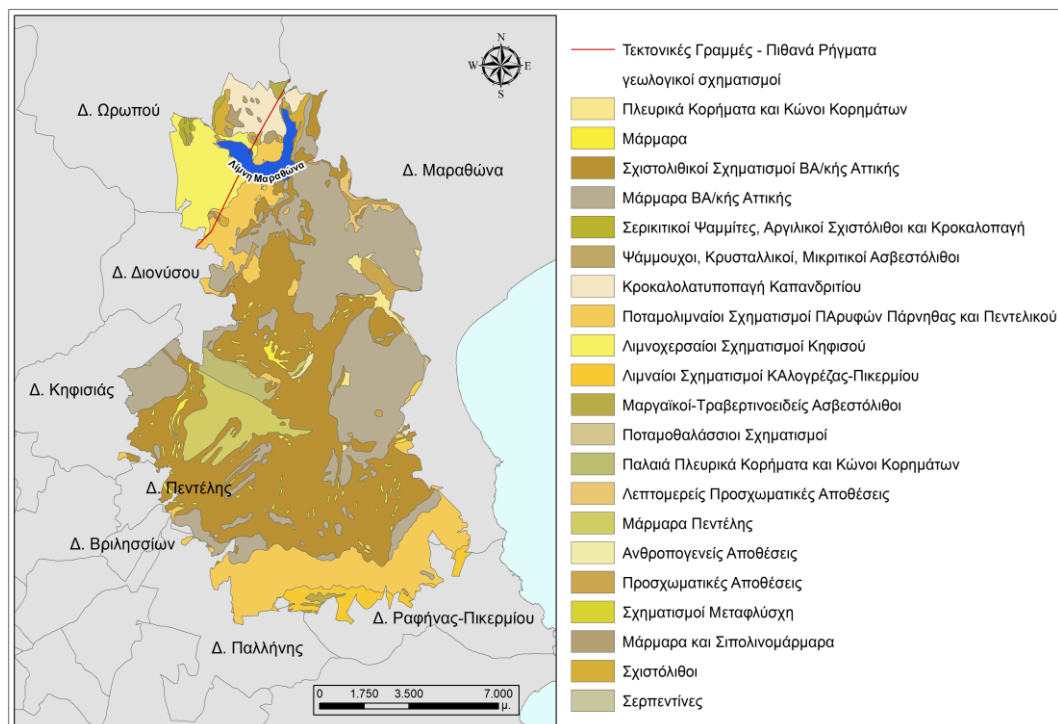 N
W E
S
Δ. Ωρωπού
Λίμνη Μαραθώνα
Δ. Μαραθώνα
Δ. Διονύσου
Δ. Κηφισιάς
Δ. Πεντέλης
Δ. Βριλησσίων
Δ. Ραφήνας-Πικερμίου
Δ. Παλλήνης
0 1.750 3.500 7.000
μ.
Τεκτονικές Γραμμές - Πιθανά Ρήγματα
γεωλογικοί σχηματισμοί
Πλευρικά Κορήματα και Κώνοι Κορημάτων
Μάρμαρα
Σχιστολιθικοί Σχηματισμοί ΒΑ/κής Αττικής
Μάρμαρα ΒΑ/κής Αττικής
Σερικιτικοί Ψαμμίτες, Αργιλικοί Σχιστόλιθοι και Κροκαλοπαγή
Ψάμμουχοι, Κρυσταλλικοί, Μικριτικοί Ασβεστόλιθοι
Κροκαλολατυποπαγή Καπανδριτίου
Ποταμολιμναίοι Σχηματισμοί ΠΑρυφών Πάρνηθας και Πεντελικού
Λιμνοχερσαίοι Σχηματισμοί Κηφισού
Λιμναίοι Σχηματισμοί ΚΑλογρέζας-Πικερμίου
Μαργαϊκοί-Τραβερτινοειδείς Ασβεστόλιθοι
Ποταμοθαλάσσιοι Σχηματισμοί
Παλαιά Πλευρικά Κορήματα και Κώνοι Κορημάτων
Λεπτομερείς Προσχωματικές Αποθέσεις
Μάρμαρα Πεντέλης
Ανθρωπογενείς Αποθέσεις
Προσχωματικές Αποθέσεις
Σχηματισμοί Μεταφλύσχη
Μάρμαρα και Σιπολινομάρμαρα
Σχιστόλιθοι
Σερπεντίνες